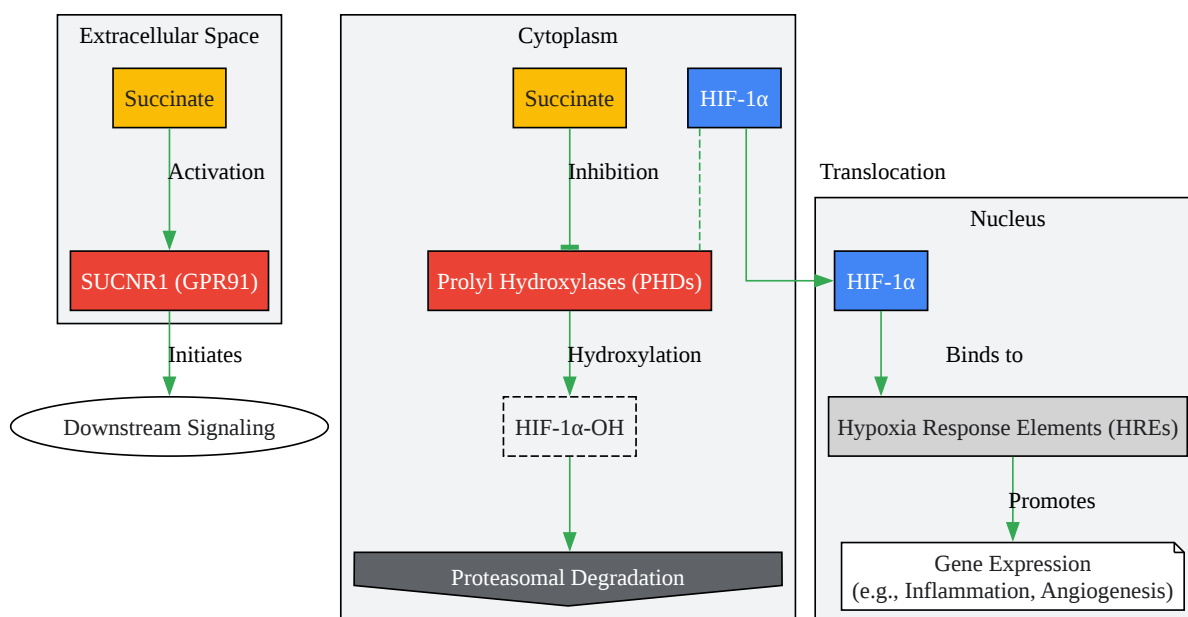 Extracellular Space
Succinate
Activation
SUCNR1 (GPR91)
Initiates
Downstream Signaling
Cytoplasm
Succinate
HIF-1α
Inhibition
Prolyl Hydroxylases (PHDs)
Hydroxylation
HIF-1α-OH
Proteasomal Degradation
Translocation
Nucleus
HIF-1α
Binds to
Hypoxia Response Elements (HREs)
Promotes
Gene Expression
(e.g., Inflammation, Angiogenesis)